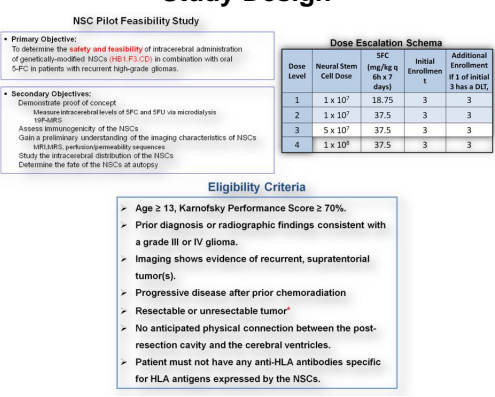 Study Design
NSC Pilot Feasibility Study
▪ Primary Objective:
To determine the safety and feasibility of intracerebral administration
of genetically-modified NSCs (HB1;F3.CD) in combination with oral
5-FC in patients with recurrent high-grade gliomas.
▪ Secondary Objectives:
Demonstrate proof of concept
Measure intracerebral levels of 5FC and 5FU via microdialysis
19F-MRS
Assess immunogenicity of the NSCs
Gain a preliminary understanding of the imaging characteristics of NSCs
MRI,MRS, perfusion/permeability sequences
Study the intracerebral distribution of the NSCs
Determine the fate of the NSCs at autopsy
Dose Escalation Schema
Dose Level Neural Stem Cell Dose 5FC (mg/kg q 6h x 7 days) Initial Enrollmen t Additional Enrollment If 1 of initial 3 has a DLT,
1 1 x 10⁷ 18.75 3 3
2 1 x 10⁷ 37.5 3 3
3 5 x 10⁷ 37.5 3 3
4 1 x 10⁸ 37.5 3 3
Eligibility Criteria
➢ Age ≥ 13, Karnofsky Performance Score ≥ 70%.
➢ Prior diagnosis or radiographic findings consistent with
a grade III or IV glioma.
➢ Imaging shows evidence of recurrent, supratentorial
tumor(s).
➢ Progressive disease after prior chemoradiation
➢ Resectable or unresectable tumor*
➢ No anticipated physical connection between the post-
resection cavity and the cerebral ventricles.
➢ Patient must not have any anti-HLA antibodies specific
for HLA antigens expressed by the NSCs.